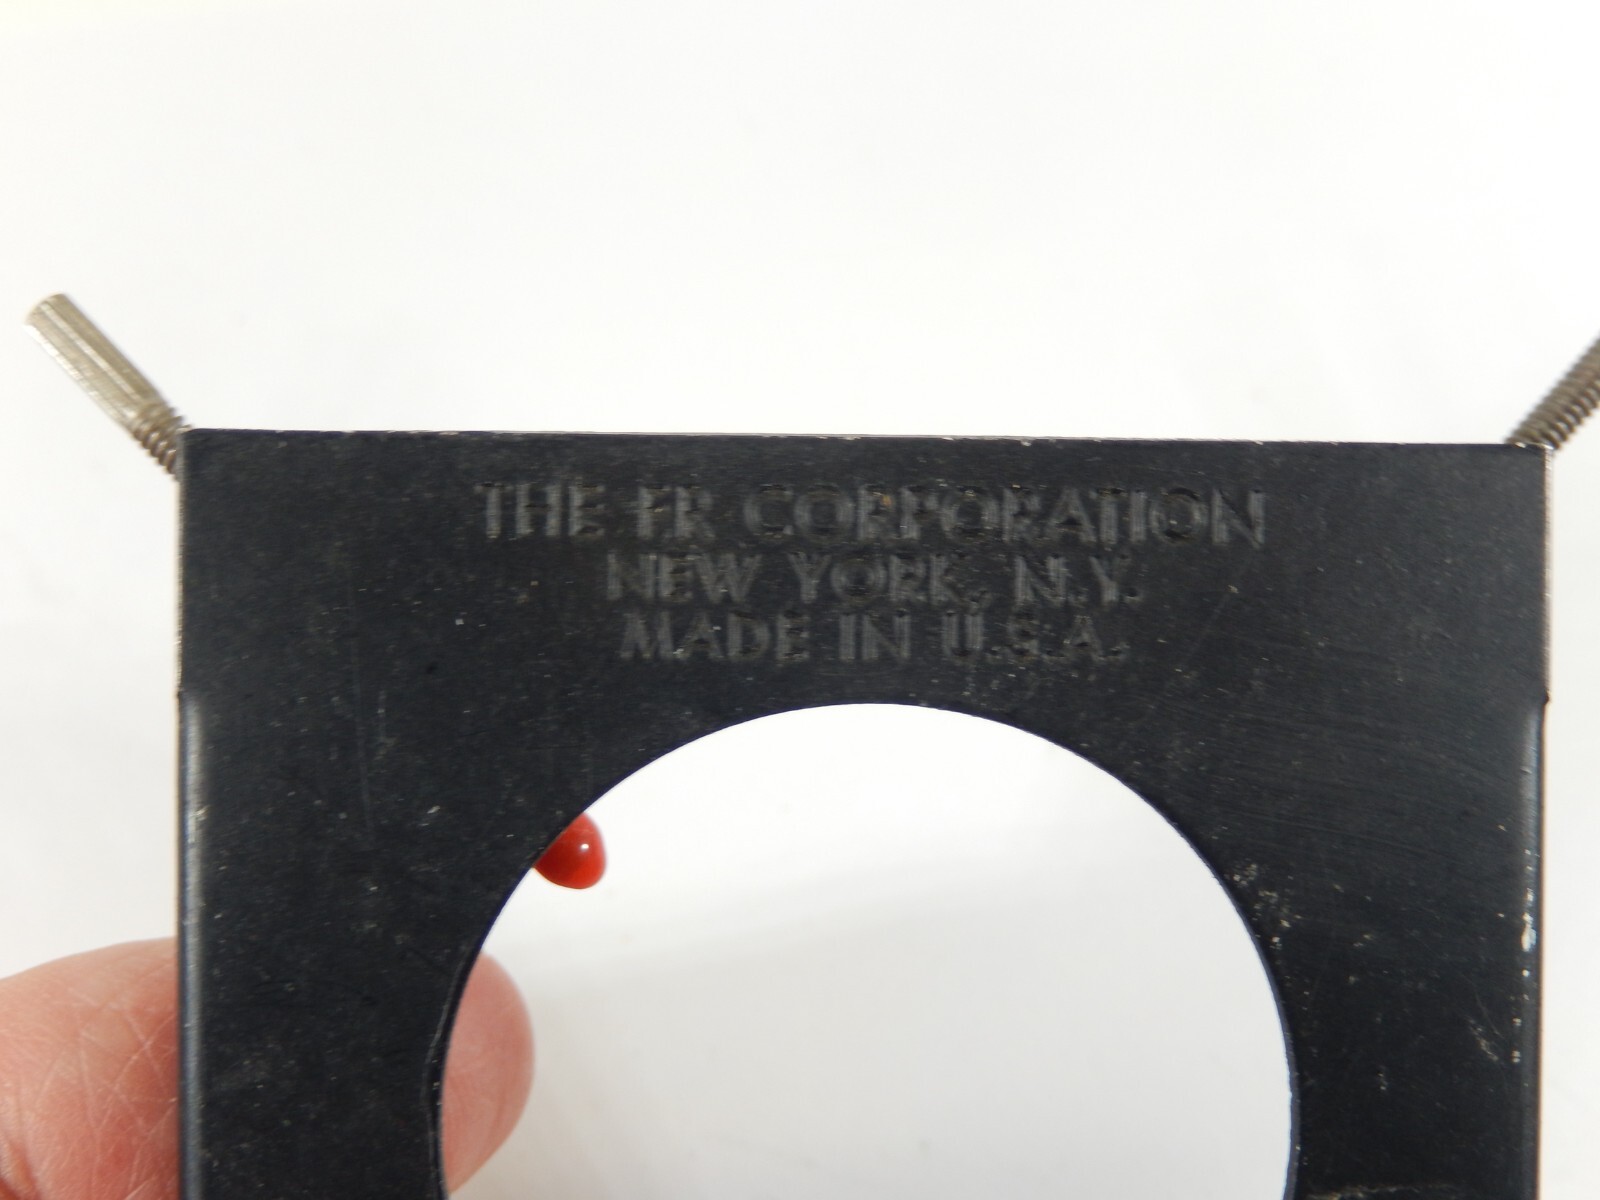 THE FR CORPORATION
NEW YORK, N.Y.
MADE IN U.S.A.